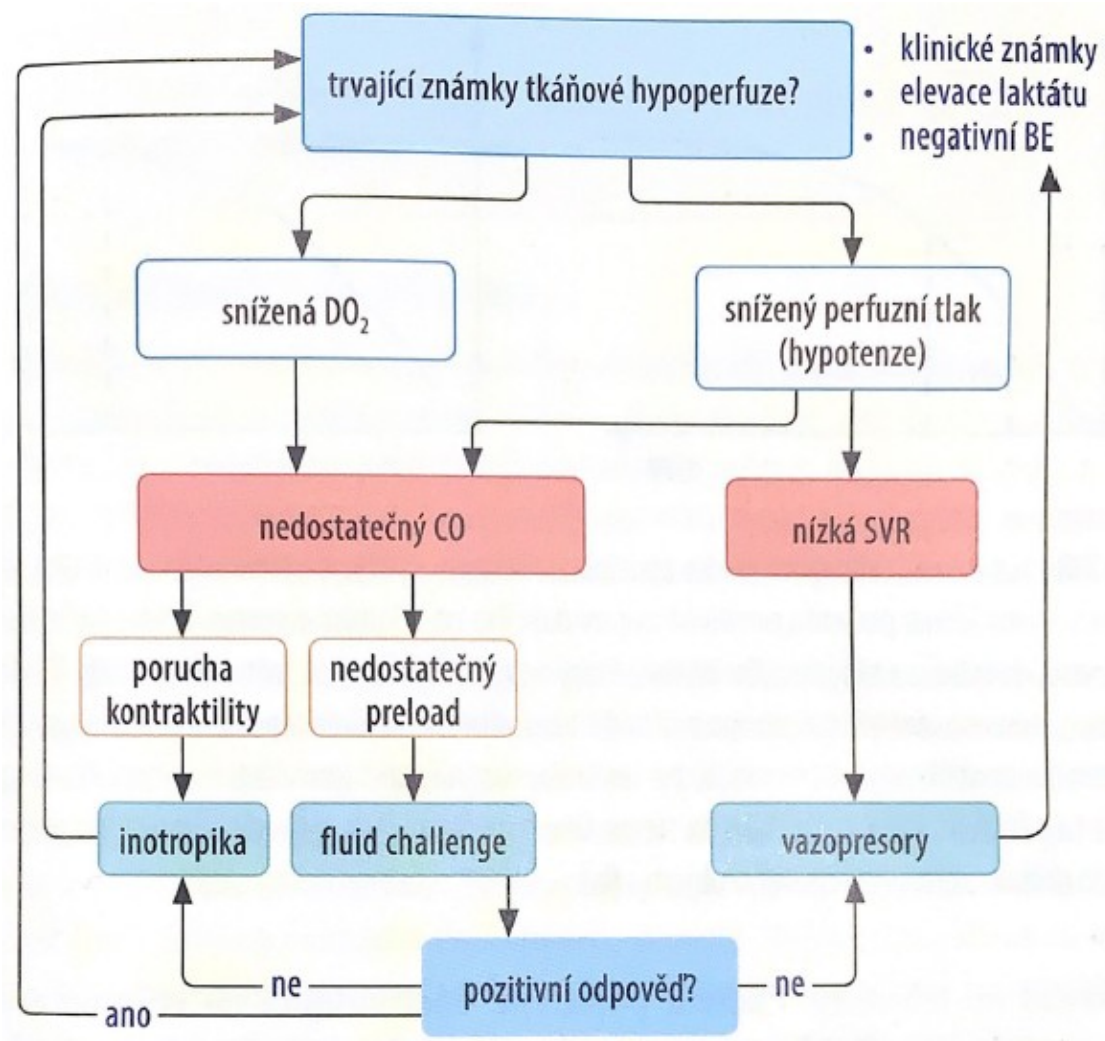 trvající známky tkáňové hypoperfuze?
• klinické známky
• elevace laktátu
• negativní BE
snížená DO₂
snížený perfuzní tlak
(hypotenze)
nedostatečný CO
nízká SVR
porucha
kontraktility
nedostatečný
preload
inotropika
fluid challenge
vazopresory
pozitivní odpověď?
ne
ne
ano